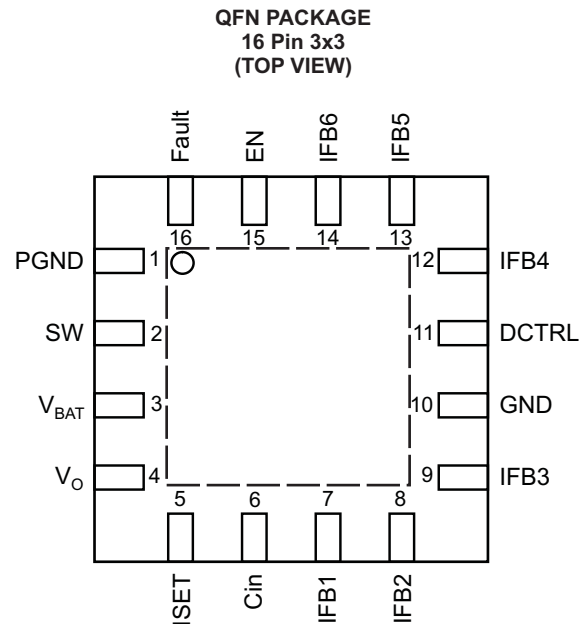 QFN PACKAGE
16 Pin 3x3
(TOP VIEW)
Fault
EN
IFB6
IFB5
16
15
14
13
PGND 1
12 IFB4
SW 2
11 DCTRL
VBAT 3
10 GND
VO 4
9 IFB3
5
6
7
8
ISET
Cin
IFB1
IFB2